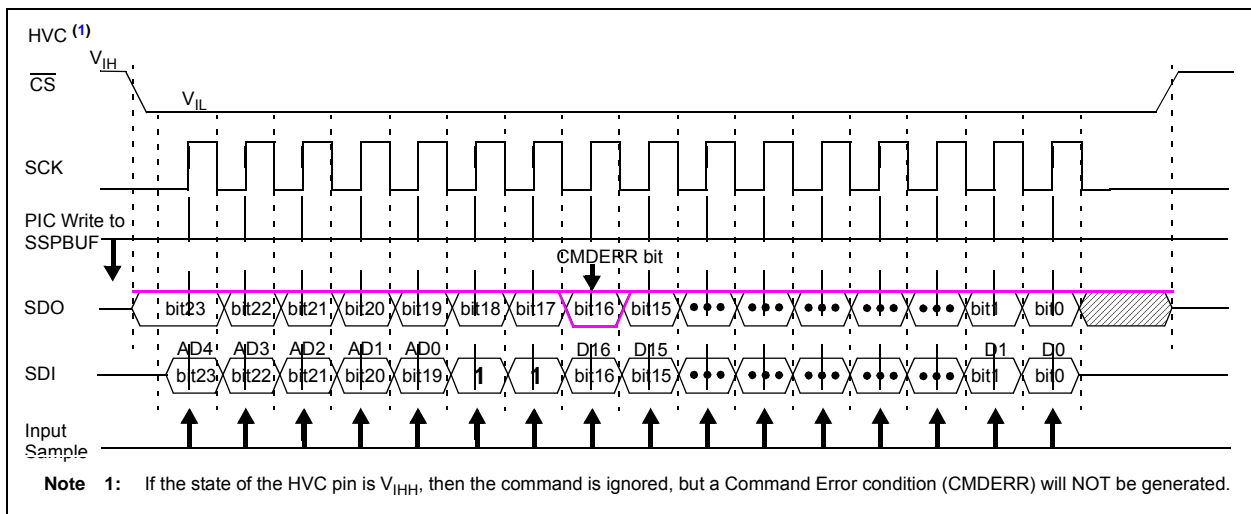 HVC (1)
VIH
CS
VIL
SCK
PIC Write to
SSPBUF
CMDERR bit
SDO bit23 bit22 bit21 bit20 bit19 bit18 bit17 bit16 bit15 ••• ••• ••• ••• ••• bit1 bit0
AD4 AD3 AD2 AD1 AD0 D16 D15 D1 D0
SDI bit23 bit22 bit21 bit20 bit19 1 1 bit16 bit15 ••• ••• ••• ••• ••• bit1 bit0
Input
Sample
Note 1: If the state of the HVC pin is VIHH, then the command is ignored, but a Command Error condition (CMDERR) will NOT be generated.